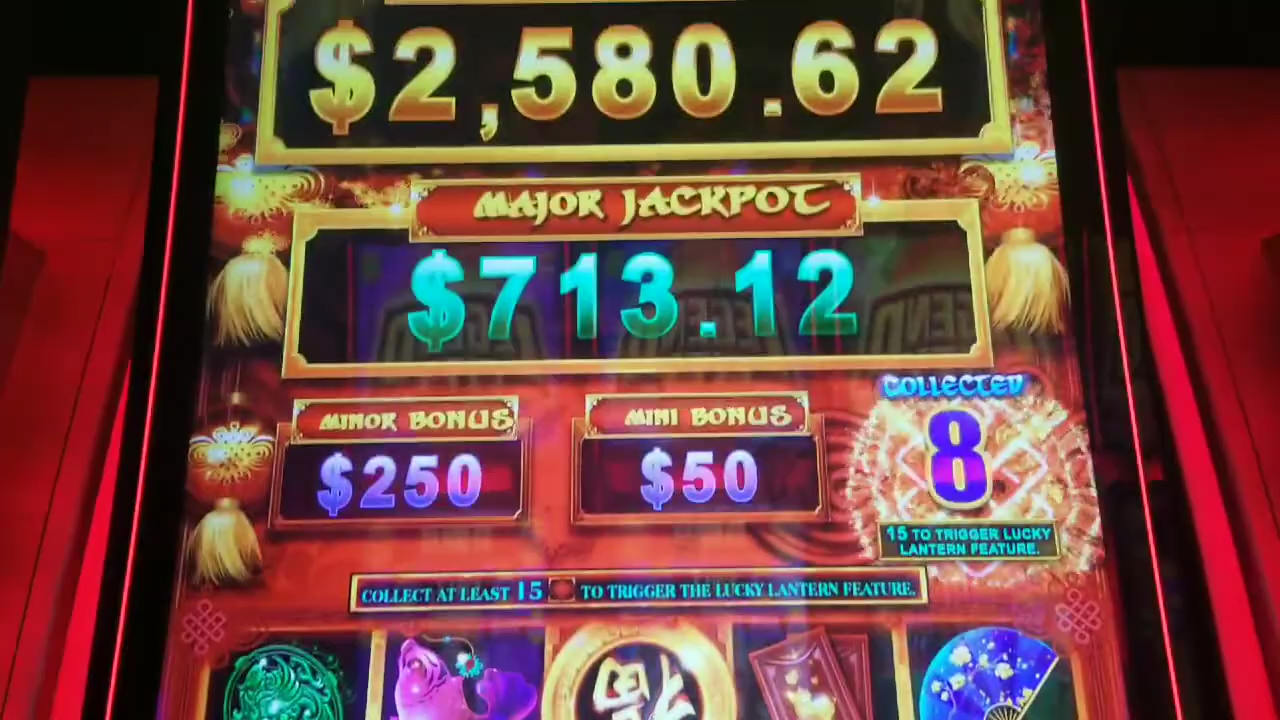 $2,580.62
MAJOR JACKPOT
$713.12
MINOR BONUS
$250
MINI BONUS
$50
COLLECTED
8
15 TO TRIGGER LUCKY
LANTERN FEATURE.
COLLECT AT LEAST 15 TO TRIGGER THE LUCKY LANTERN FEATURE.